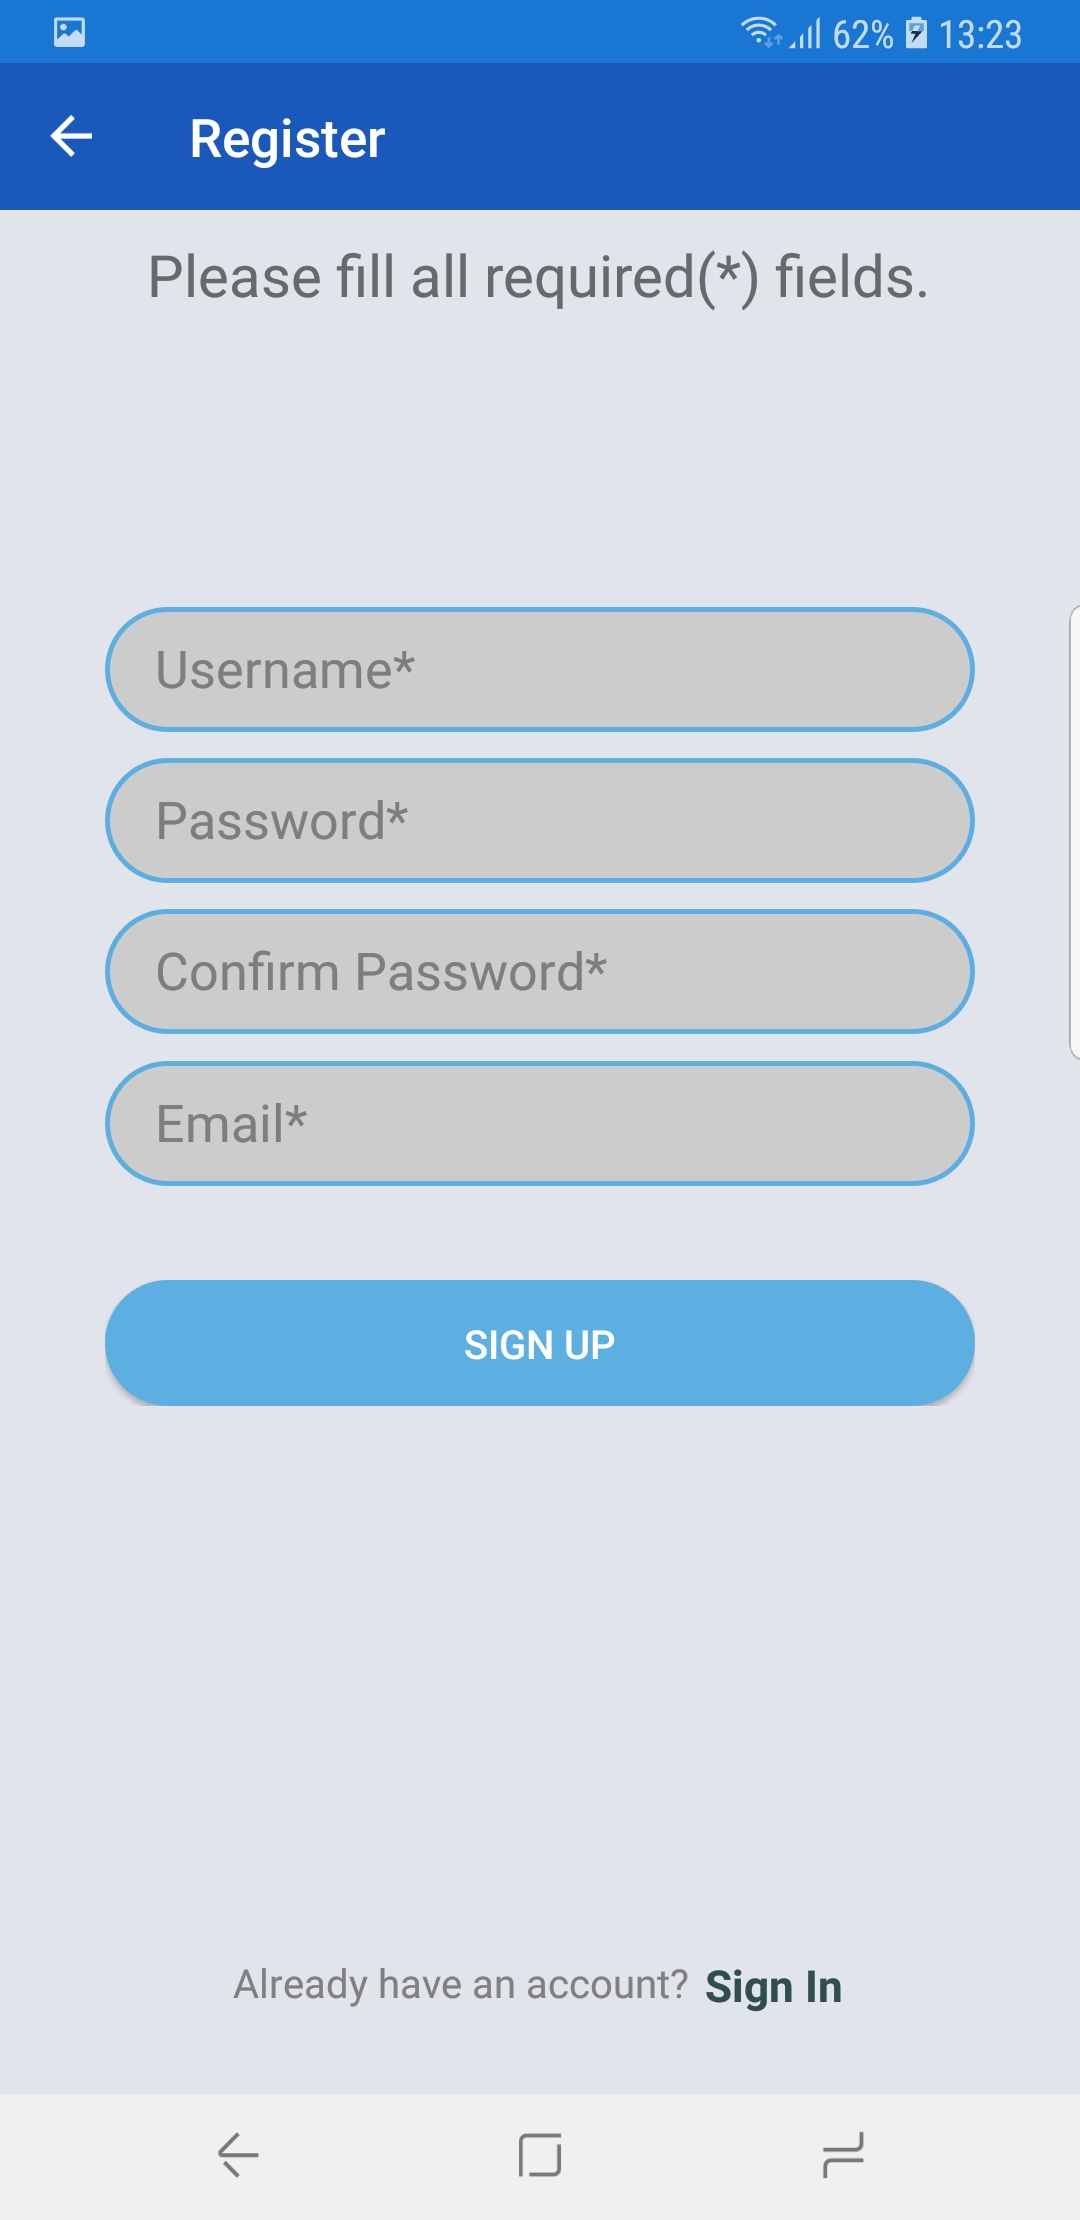 62% 13:23
Register
Please fill all required(*) fields.
Username*
Password*
Confirm Password*
Email*
SIGN UP
Already have an account? Sign In